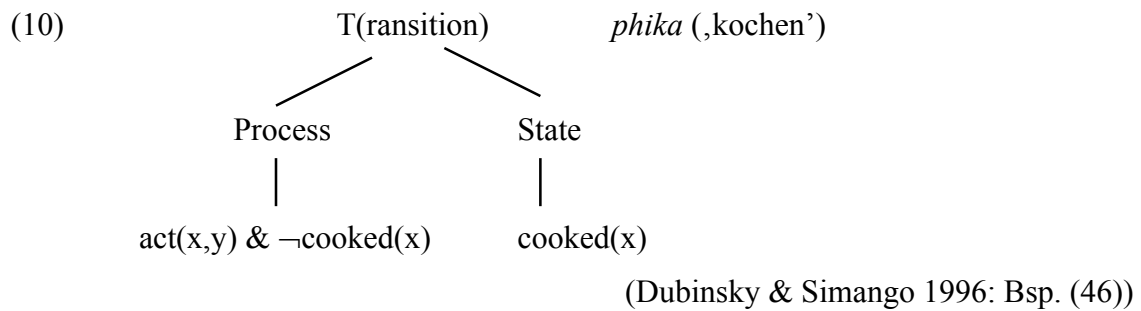 (10) T(ransition) phika (‚kochen’)
Process State
act(x,y) & ¬cooked(x) cooked(x)
(Dubinsky & Simango 1996: Bsp. (46))